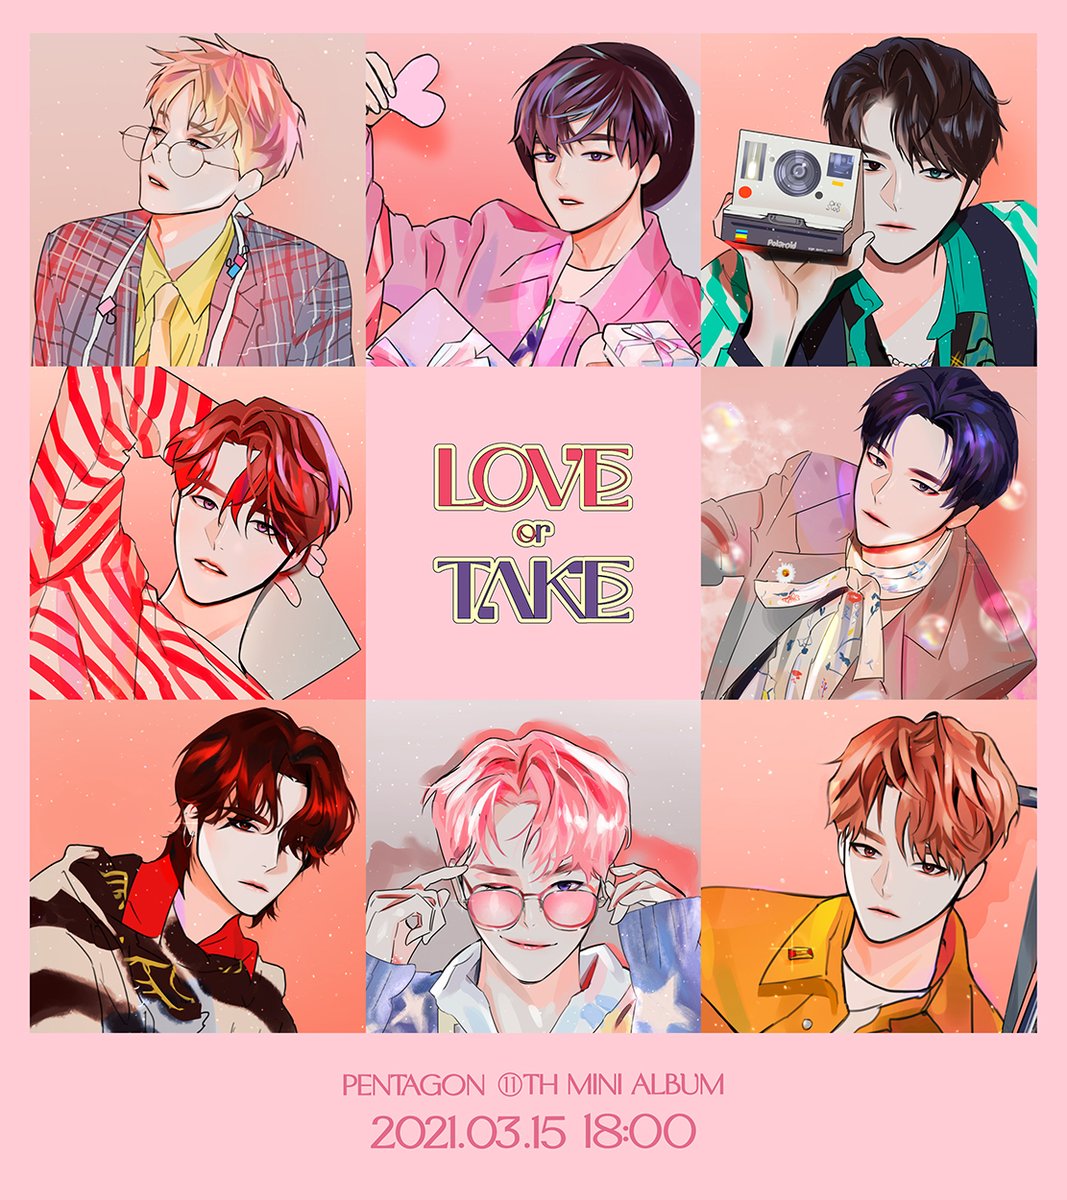 Polaroid
LOVE
or
TAKE
PENTAGON ⑪TH MINI ALBUM
2021.03.15 18:00